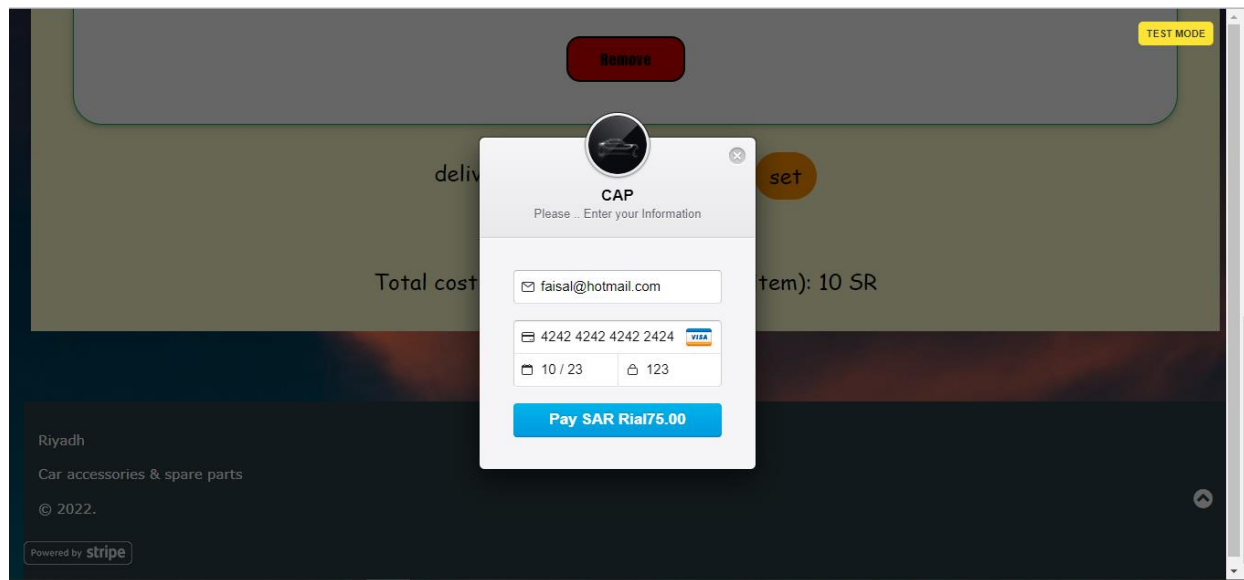 TEST MODE
Remove
deliv
set
CAP
Please .. Enter your Information
Total cost
tem): 10 SR
faisal@hotmail.com
4242 4242 4242 2424 VISA
10 / 23 123
Pay SAR Rial75.00
Riyadh
Car accessories & spare parts
© 2022.
Powered by stripe